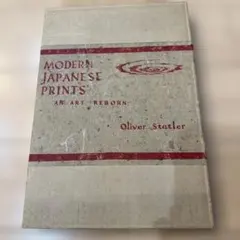 MODERN
JAPANESE
PRINTS
AN ART REBORN
Oliver Statler